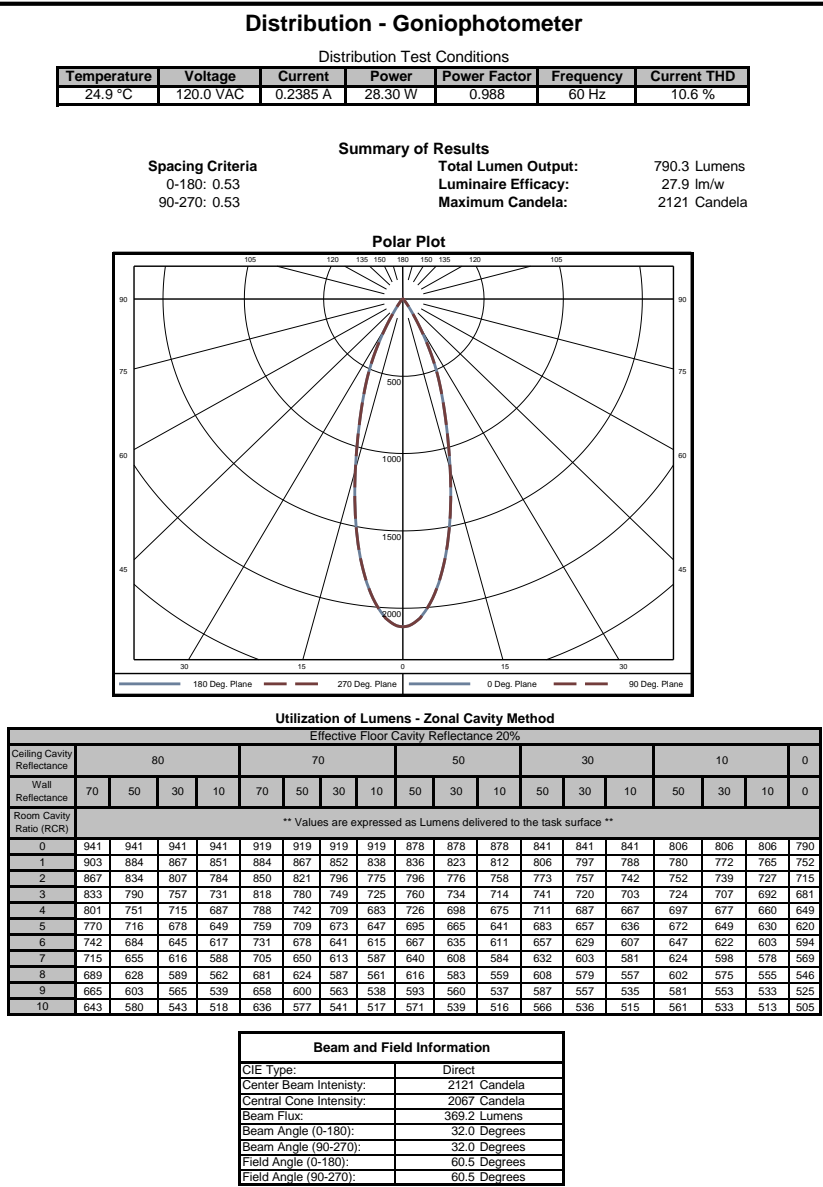 Distribution - Goniophotometer
Distribution Test Conditions
Temperature Voltage Current Power Power Factor Frequency Current THD
24.9 °C 120.0 VAC 0.2385 A 28.30 W 0.988 60 Hz 10.6 %
Summary of Results
Spacing Criteria Total Lumen Output: 790.3 Lumens
0-180: 0.53 Luminaire Efficacy: 27.9 lm/w
90-270: 0.53 Maximum Candela: 2121 Candela
Polar Plot
105 120 135 150 180 150 135 120 105
90 90
75 75
500
60 60
1000
1500
45 45
2000
30 15 0 15 30
180 Deg. Plane 270 Deg. Plane 0 Deg. Plane 90 Deg. Plane
Utilization of Lumens - Zonal Cavity Method
Effective Floor Cavity Reflectance 20%
Ceiling Cavity Reflectance 80 70 50 30 10 0
Wall Reflectance 70 50 30 10 70 50 30 10 50 30 10 50 30 10 50 30 10 0
Room Cavity Ratio (RCR) ** Values are expressed as Lumens delivered to the task surface **
0 941 941 941 941 919 919 919 919 878 878 878 841 841 841 806 806 806 790
1 903 884 867 851 884 867 852 838 836 823 812 806 797 788 780 772 765 752
2 867 834 807 784 850 821 796 775 796 776 758 773 757 742 752 739 727 715
3 833 790 757 731 818 780 749 725 760 734 714 741 720 703 724 707 692 681
4 801 751 715 687 788 742 709 683 726 698 675 711 687 667 697 677 660 649
5 770 716 678 649 759 709 673 647 695 665 641 683 657 636 672 649 630 620
6 742 684 645 617 731 678 641 615 667 635 611 657 629 607 647 622 603 594
7 715 655 616 588 705 650 613 587 640 608 584 632 603 581 624 598 578 569
8 689 628 589 562 681 624 587 561 616 583 559 608 579 557 602 575 555 546
9 665 603 565 539 658 600 563 538 593 560 537 587 557 535 581 553 533 525
10 643 580 543 518 636 577 541 517 571 539 516 566 536 515 561 533 513 505
Beam and Field Information
CIE Type: Direct
Center Beam Intenisty: 2121 Candela
Central Cone Intensity: 2067 Candela
Beam Flux: 369.2 Lumens
Beam Angle (0-180): 32.0 Degrees
Beam Angle (90-270): 32.0 Degrees
Field Angle (0-180): 60.5 Degrees
Field Angle (90-270): 60.5 Degrees